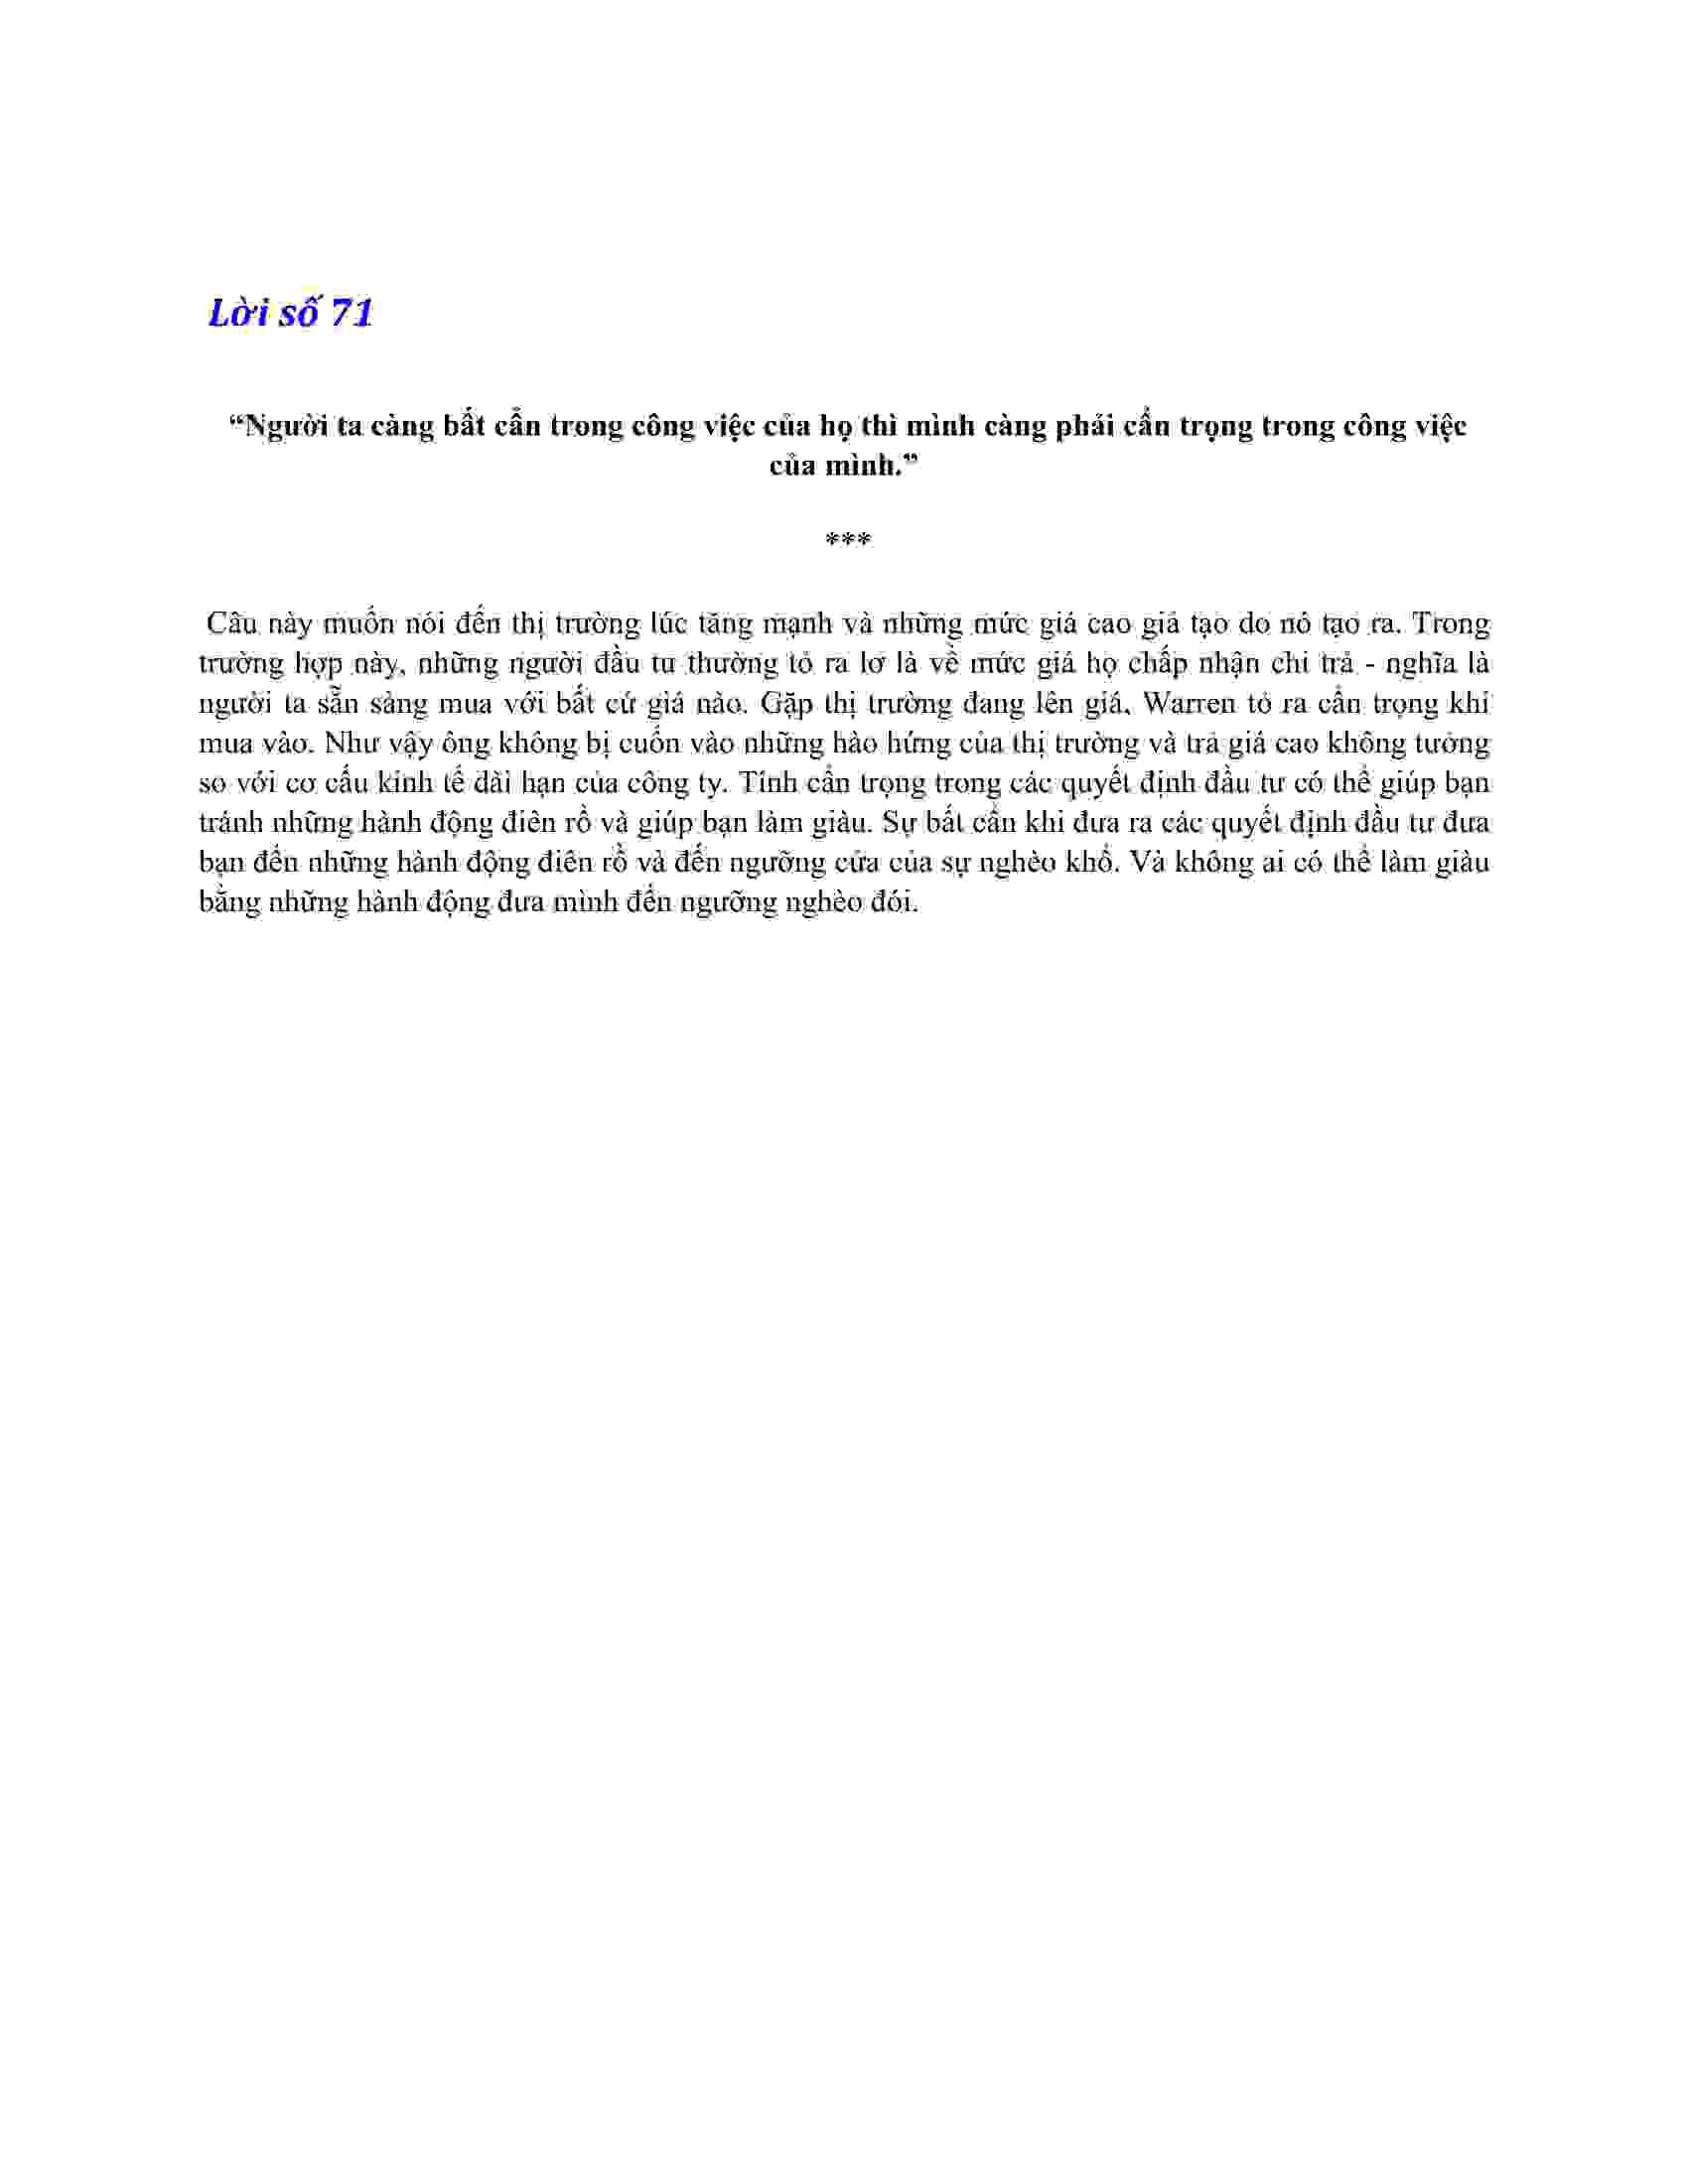 Lời số 71
“Người ta càng bất cẩn trong công việc của họ thì mình càng phải cẩn trọng trong công việc
của mình.”
***
Câu này muốn nói đến thị trường lúc tăng mạnh và những mức giá cao giả tạo do nó tạo ra. Trong
trường hợp này, những người đầu tư thường tỏ ra lơ là về mức giá họ chấp nhận chi trả - nghĩa là
người ta sẵn sàng mua với bất cứ giá nào. Gặp thị trường đang lên giá, Warren tỏ ra cẩn trọng khi
mua vào. Như vậy ông không bị cuốn vào những hào hứng của thị trường và trả giá cao không tưởng
so với cơ cấu kinh tế dài hạn của công ty. Tính cẩn trọng trong các quyết định đầu tư có thể giúp bạn
tránh những hành động điên rồ và giúp bạn làm giàu. Sự bất cẩn khi đưa ra các quyết định đầu tư đưa
bạn đến những hành động điên rồ và đến ngưỡng cửa của sự nghèo khổ. Và không ai có thể làm giàu
bằng những hành động đưa mình đến ngưỡng nghèo đói.